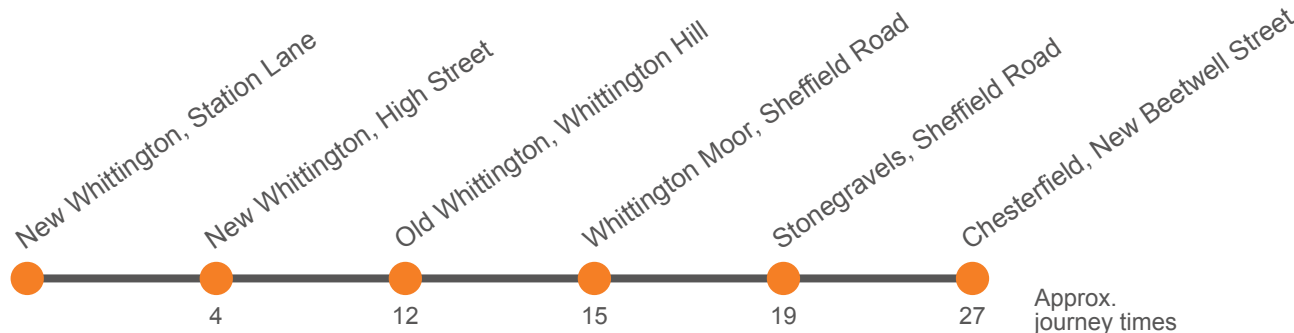 New Whittington, Station Lane
New Whittington, High Street
Old Whittington, Whittington Hill
Whittington Moor, Sheffield Road
Stonegravels, Sheffield Road
Chesterfield, New Beetwell Street
4
12
15
19
27
Approx.
journey times